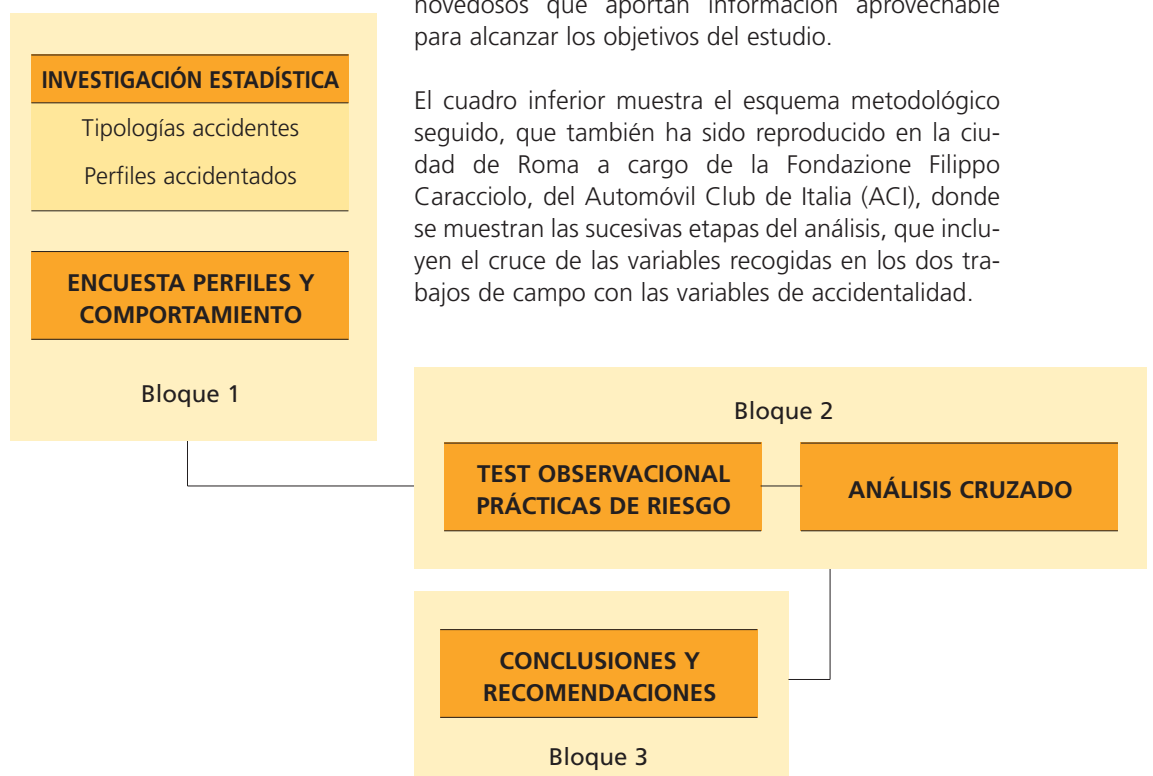 novedosos que aportan información aprovechable
para alcanzar los objetivos del estudio.
El cuadro inferior muestra el esquema metodológico
seguido, que también ha sido reproducido en la ciu-
dad de Roma a cargo de la Fondazione Filippo
Caracciolo, del Automóvil Club de Italia (ACI), donde
se muestran las sucesivas etapas del análisis, que inclu-
yen el cruce de las variables recogidas en los dos tra-
bajos de campo con las variables de accidentalidad.
INVESTIGACIÓN ESTADÍSTICA
Tipologías accidentes
Perfiles accidentados
ENCUESTA PERFILES Y
COMPORTAMIENTO
Bloque 1
Bloque 2
TEST OBSERVACIONAL
PRÁCTICAS DE RIESGO
ANÁLISIS CRUZADO
CONCLUSIONES Y
RECOMENDACIONES
Bloque 3